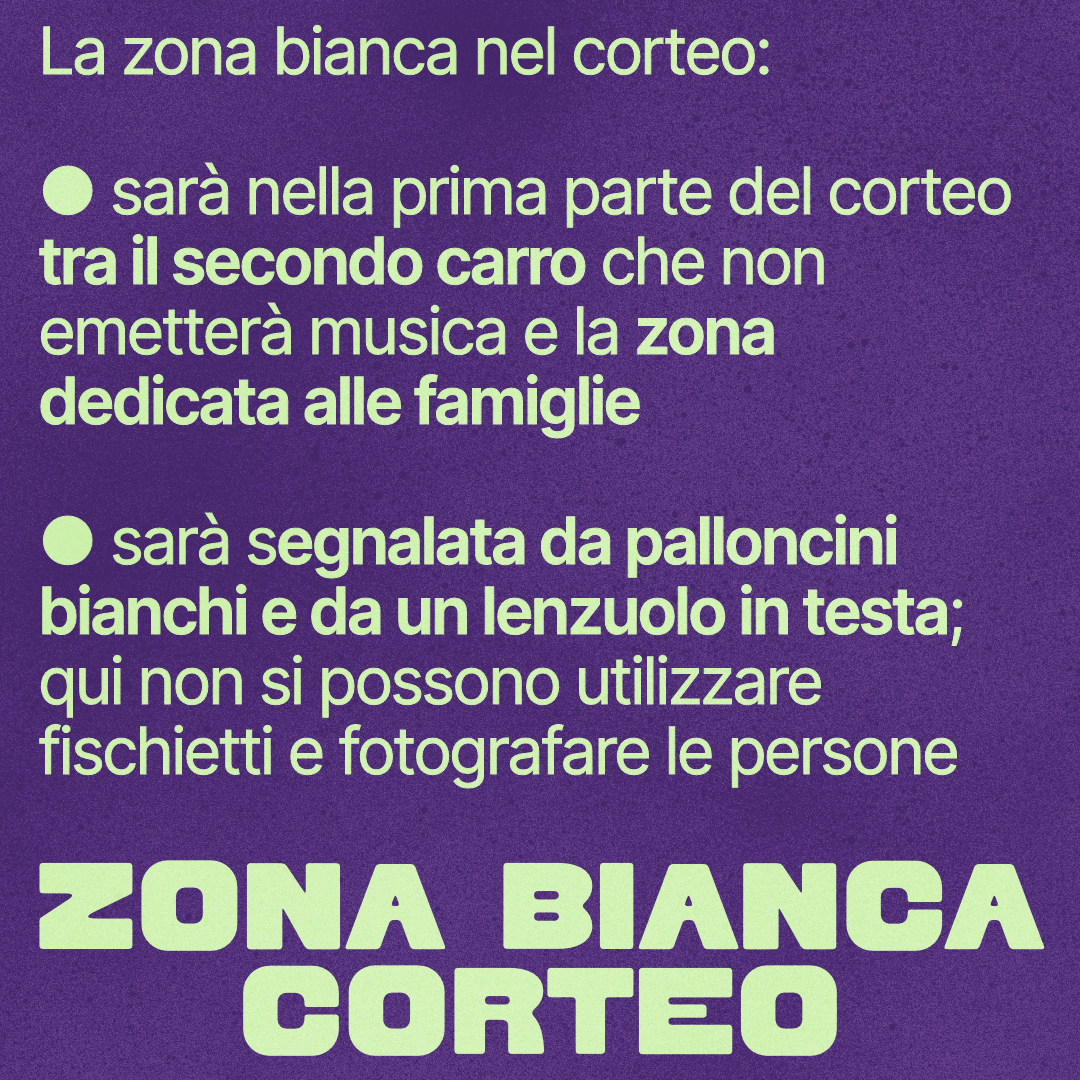 La zona bianca nel corteo:
● sarà nella prima parte del corteo
tra il secondo carro che non
emetterà musica e la zona
dedicata alle famiglie
● sarà segnalata da palloncini
bianchi e da un lenzuolo in testa;
qui non si possono utilizzare
fischietti e fotografare le persone
ZONA BIANCA
CORTEO